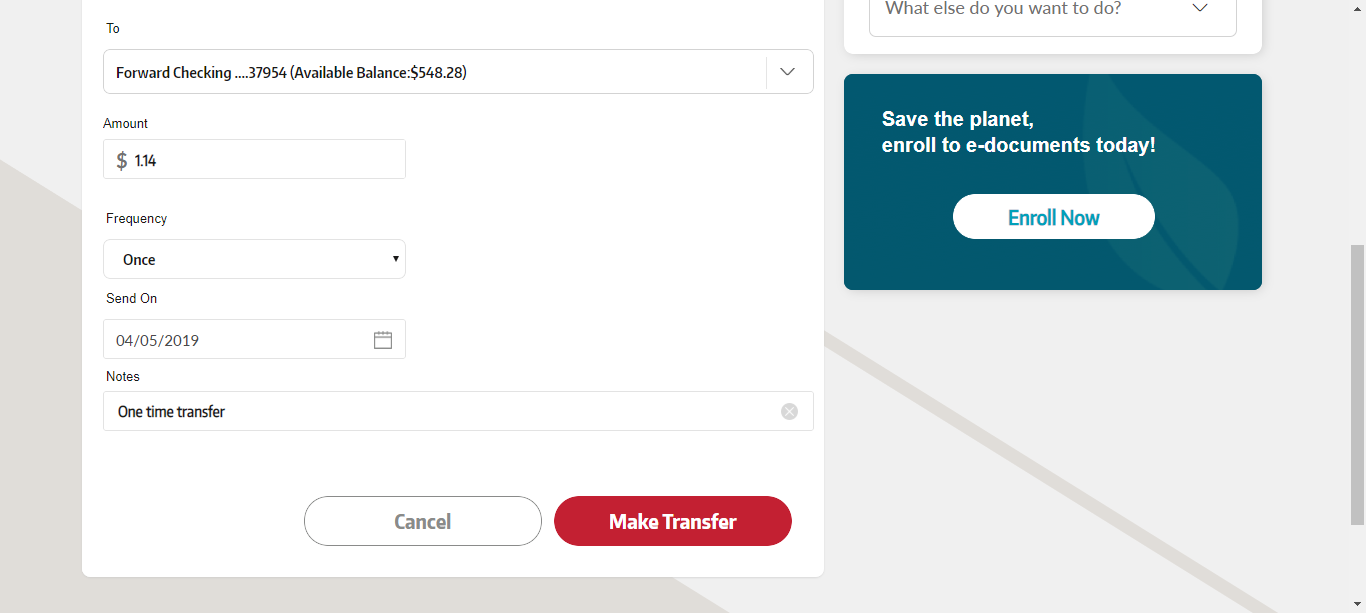 To
Forward Checking ....37954 (Available Balance:$548.28)
Amount
$ 1.14
Frequency
Once
Send On
04/05/2019
Notes
One time transfer
Cancel
Make Transfer
What else do you want to do?
Save the planet,
enroll to e-documents today!
Enroll Now